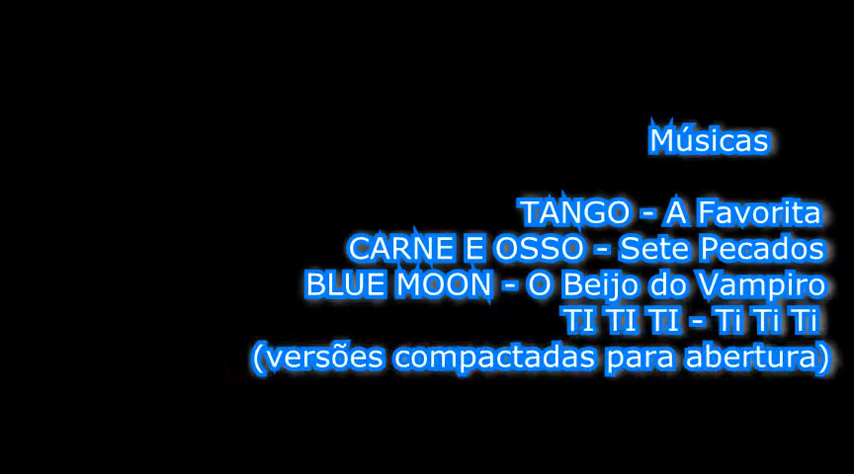 Músicas
TANGO - A Favorita
CARNE E OSSO - Sete Pecados
BLUE MOON - O Beijo do Vampiro
TI TI TI - Ti Ti Ti
(versões compactadas para abertura)